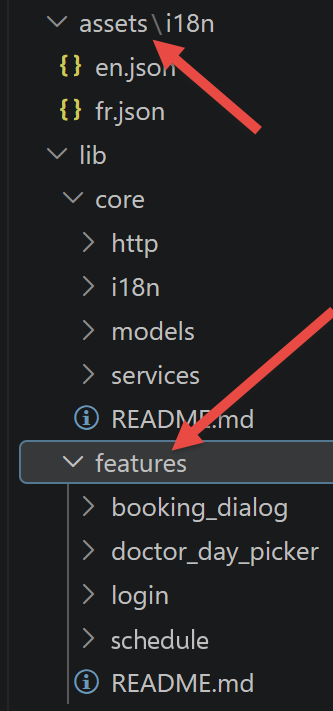 assets\i18n
{} en.json
{} fr.json
lib
core
http
i18n
models
services
README.md
features
booking_dialog
doctor_day_picker
login
schedule
README.md